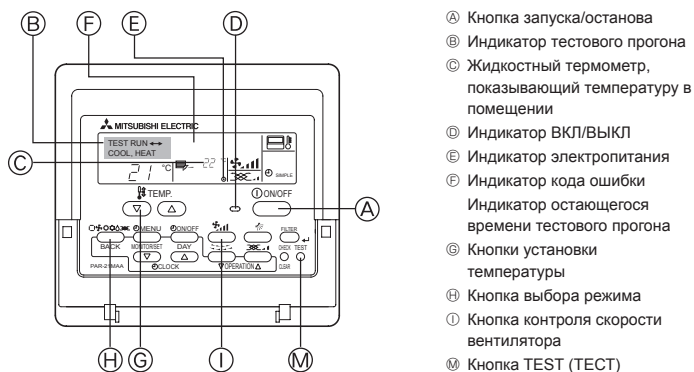 Ⓑ Ⓕ Ⓔ Ⓓ
MITSUBISHI ELECTRIC
TEST RUN
COOL, HEAT
21 °C
22 °C
SIMPLE
Ⓒ
TEMP.
ON/OFF
Ⓐ
MENU
ON/OFF
FILTER
BACK
MONITOR/SET
DAY
CHECK
TEST
PAR-21MAA
CLOCK
OPERATION
CLEAR
Ⓗ Ⓖ Ⓘ Ⓜ
Ⓐ Кнопка запуска/останова
Ⓑ Индикатор тестового прогона
Ⓒ Жидкостный термометр,
показывающий температуру в
помещении
Ⓓ Индикатор ВКЛ/ВЫКЛ
Ⓔ Индикатор электропитания
Ⓕ Индикатор кода ошибки
Индикатор остающегося
времени тестового прогона
Ⓖ Кнопки установки
температуры
Ⓗ Кнопка выбора режима
Ⓘ Кнопка контроля скорости
вентилятора
Ⓜ Кнопка TEST (ТЕСТ)